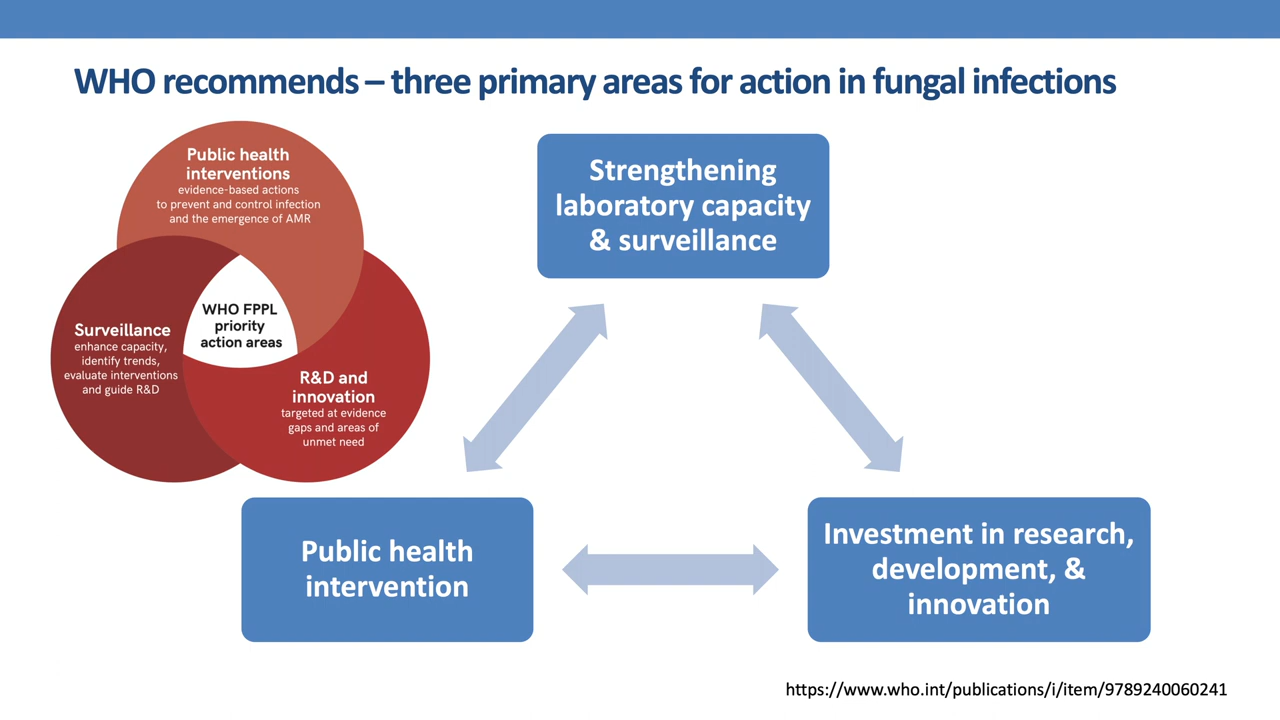 WHO recommends – three primary areas for action in fungal infections
Public health
interventions
evidence-based actions
to prevent and control infection
and the emergence of AMR
WHO FPPL
priority
action areas
Surveillance
enhance capacity,
identify trends,
evaluate interventions
and guide R&D
R&D and
innovation
targeted at evidence
gaps and areas of
unmet need
Strengthening
laboratory capacity
& surveillance
Public health
intervention
Investment in research,
development, &
innovation
https://www.who.int/publications/i/item/9789240060241